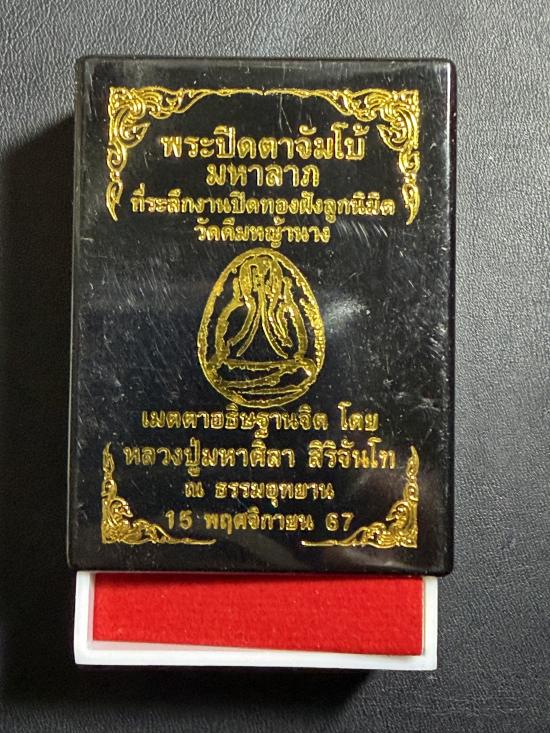 พระปิดตาจัมโบ้
มหาลาภ
ที่ระลึกงานปิดทองฝังลูกนิมิต
วัดคีมหญ้านาง
เมตตาอธิษฐานจิต โดย
หลวงปู่มหาศิลา สิริจันโท
ณ ธรรมอุทยาน
15 พฤศจิกายน 67